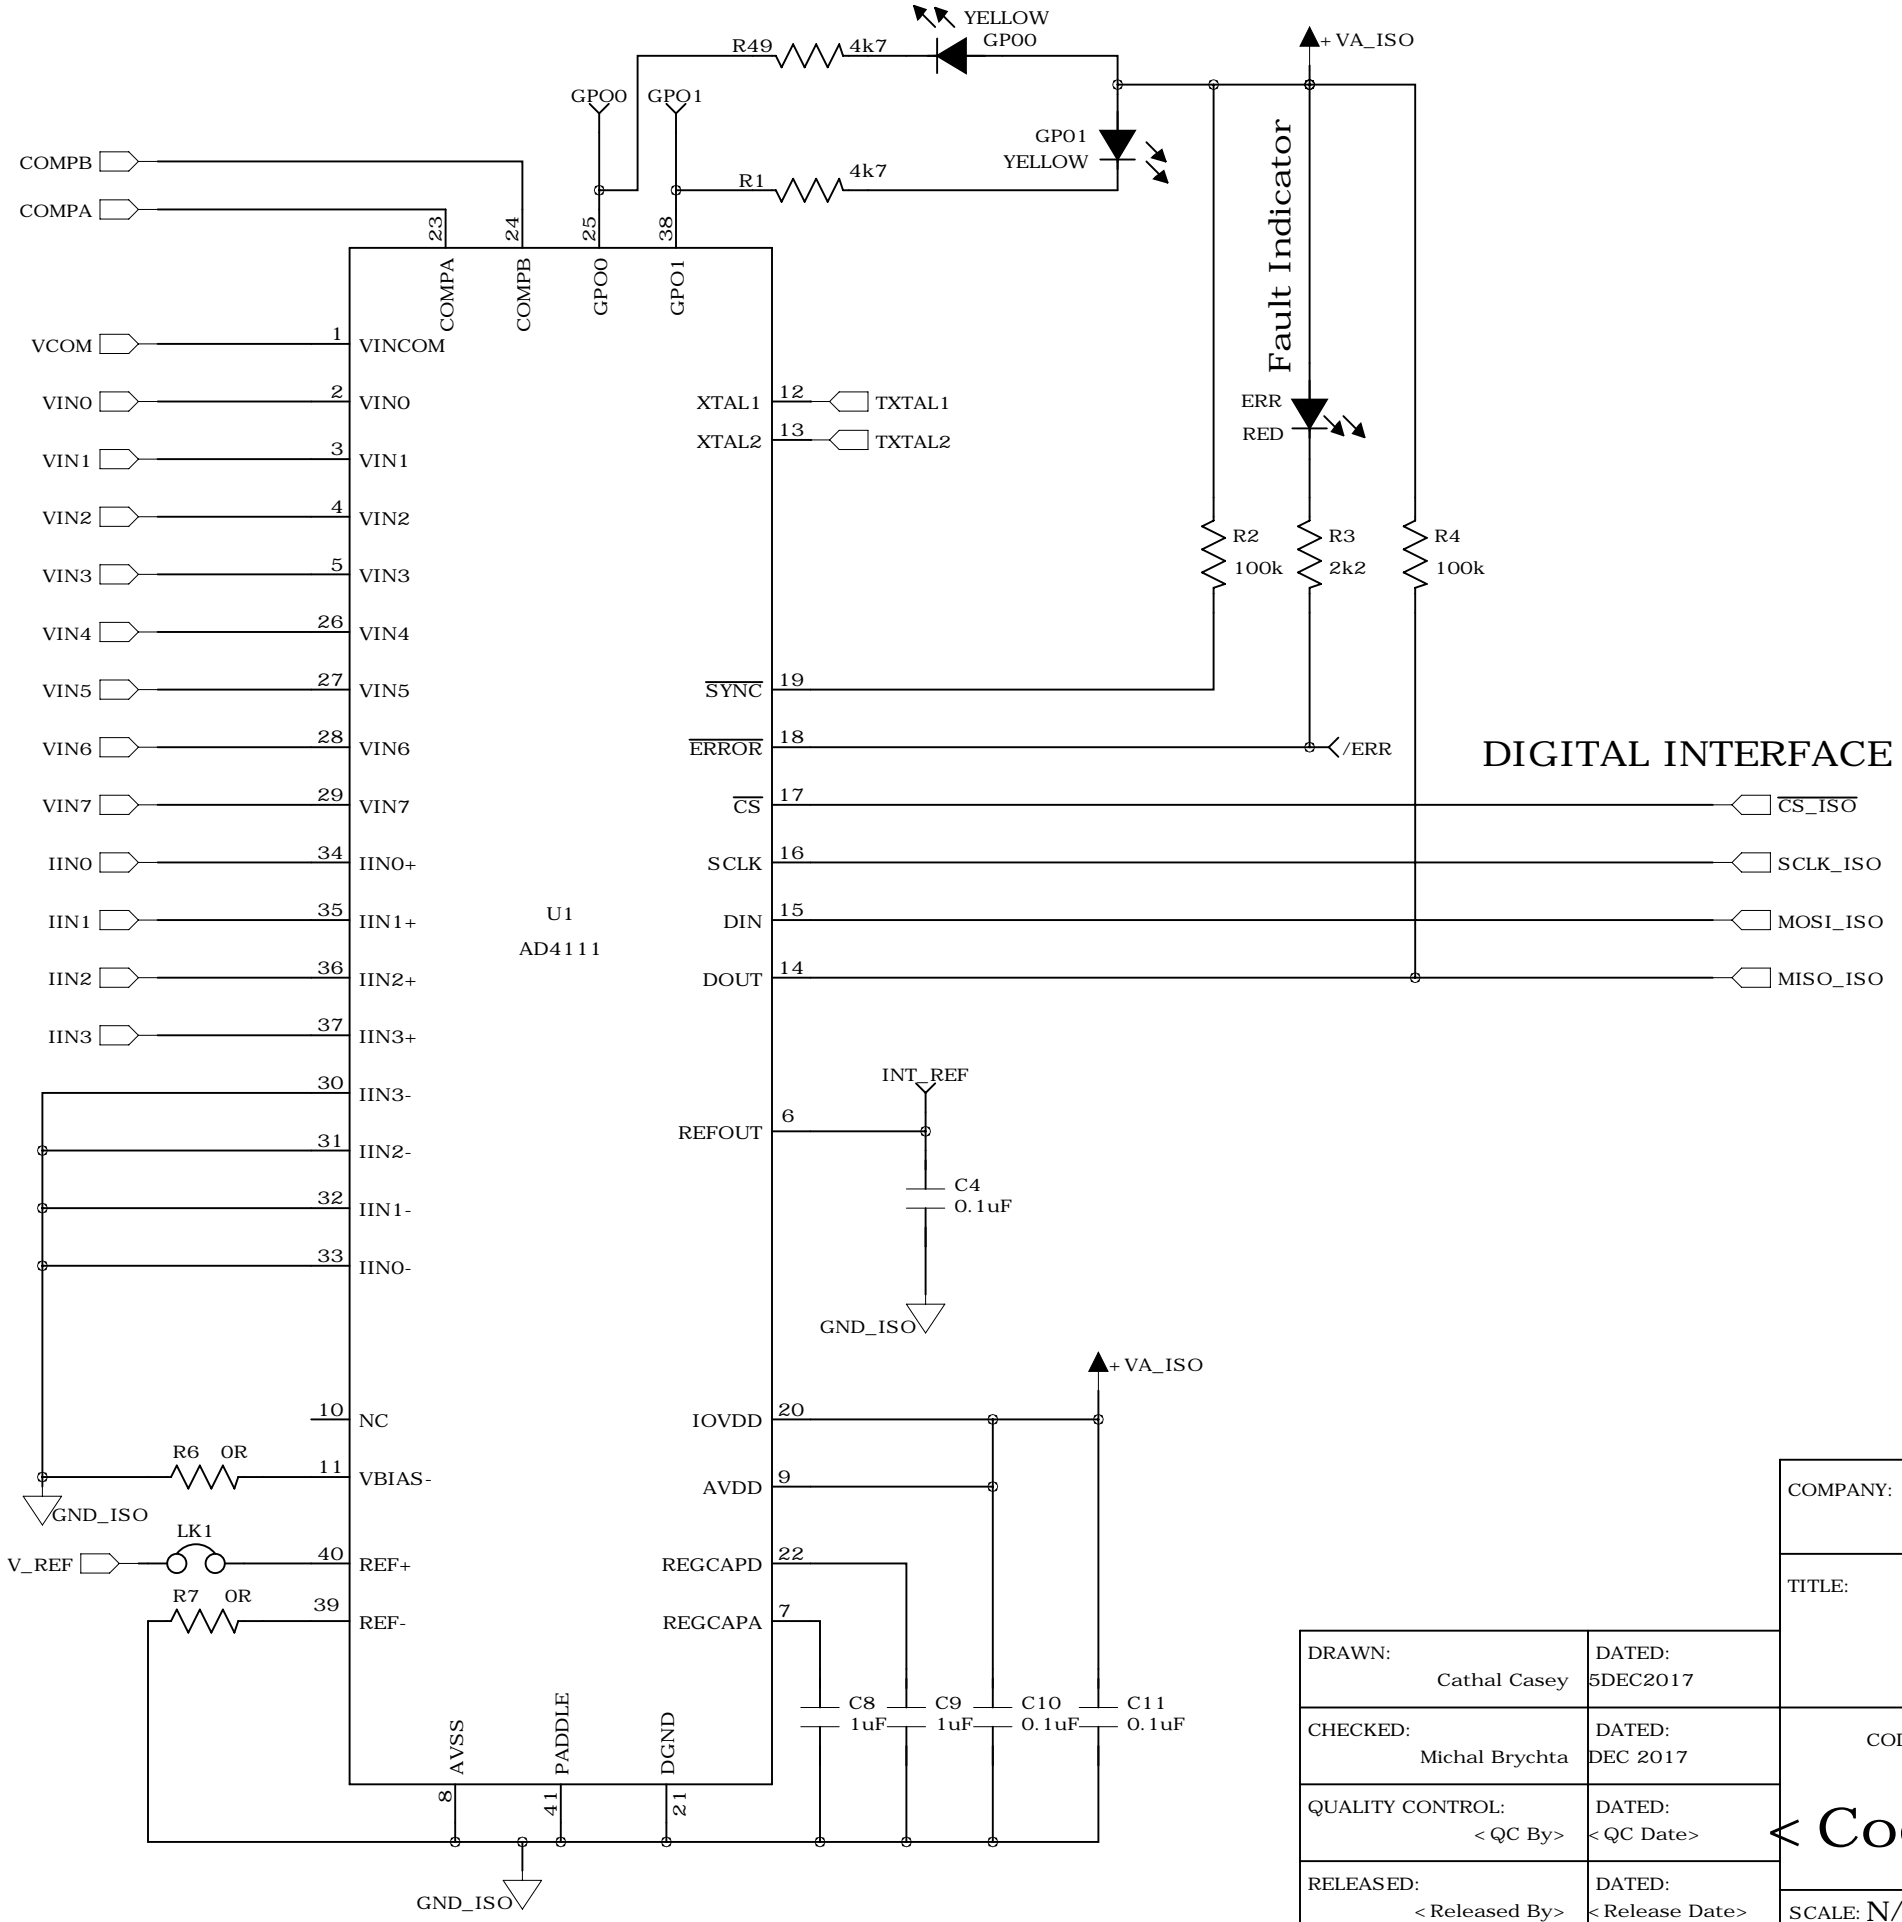 YELLOW
GP00
R49 4k7
+VA_ISO
GPO0 GPO1
GP01
YELLOW
R1 4k7
Fault Indicator
COMPB
COMPA
23 24 25 38
COMPA COMPB GPO0 GPO1
VCOM 1 VINCOM
VIN0 2 VIN0
XTAL1 12 TXTAL1
XTAL2 13 TXTAL2
ERR
RED
VIN1 3 VIN1
VIN2 4 VIN2
R2 100k
R3 2k2
R4 100k
VIN3 5 VIN3
VIN4 26 VIN4
VIN5 27 VIN5
SYNC 19
VIN6 28 VIN6
ERROR 18 /ERR
DIGITAL INTERFACE
VIN7 29 VIN7
CS 17 CS_ISO
IIN0 34 IIN0+
SCLK 16 SCLK_ISO
IIN1 35 IIN1+
U1
AD4111
DIN 15 MOSI_ISO
IIN2 36 IIN2+
DOUT 14 MISO_ISO
IIN3 37 IIN3+
30 IIN3-
INT_REF
REFOUT 6
31 IIN2-
C4
0.1uF
32 IIN1-
33 IIN0-
GND_ISO
+VA_ISO
10 NC
IOVDD 20
R6 0R
11 VBIAS-
AVDD 9
GND_ISO
LK1
V_REF 40 REF+
REGCAPD 22
R7 0R
39 REF-
REGCAPA 7
C8 1uF
C9 1uF
C10 0.1uF
C11 0.1uF
AVSS PADDLE DGND
8 41 21
GND_ISO
COMPANY:
TITLE:
DRAWN: Cathal Casey
DATED: 5DEC2017
CHECKED: Michal Brychta
DATED: DEC 2017
QUALITY CONTROL: <QC By>
DATED: <QC Date>
RELEASED: <Released By>
DATED: <Release Date>
SCALE: N/